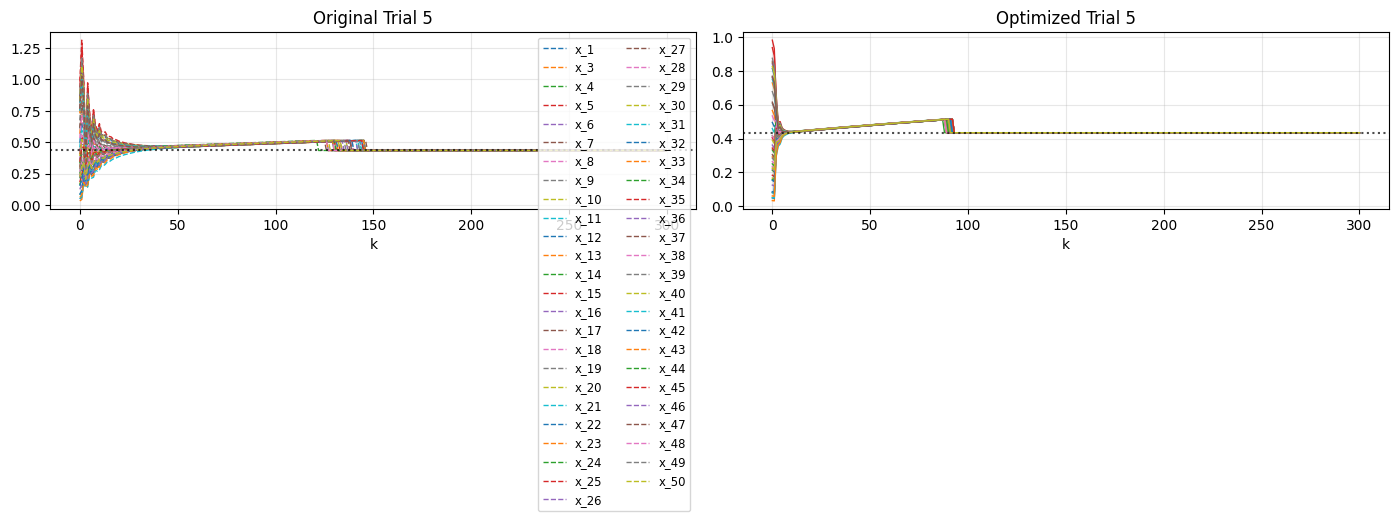 Original Trial 5
1.25
1.00
0.75
0.50
0.25
0.00
0
50
100
150
200
250
300
k
x_1
x_3
x_4
x_5
x_6
x_7
x_8
x_9
x_10
x_11
x_12
x_13
x_14
x_15
x_16
x_17
x_18
x_19
x_20
x_21
x_22
x_23
x_24
x_25
x_26
x_27
x_28
x_29
x_30
x_31
x_32
x_33
x_34
x_35
x_36
x_37
x_38
x_39
x_40
x_41
x_42
x_43
x_44
x_45
x_46
x_47
x_48
x_49
x_50
Optimized Trial 5
1.0
0.8
0.6
0.4
0.2
0.0
0
50
100
150
200
250
300
k